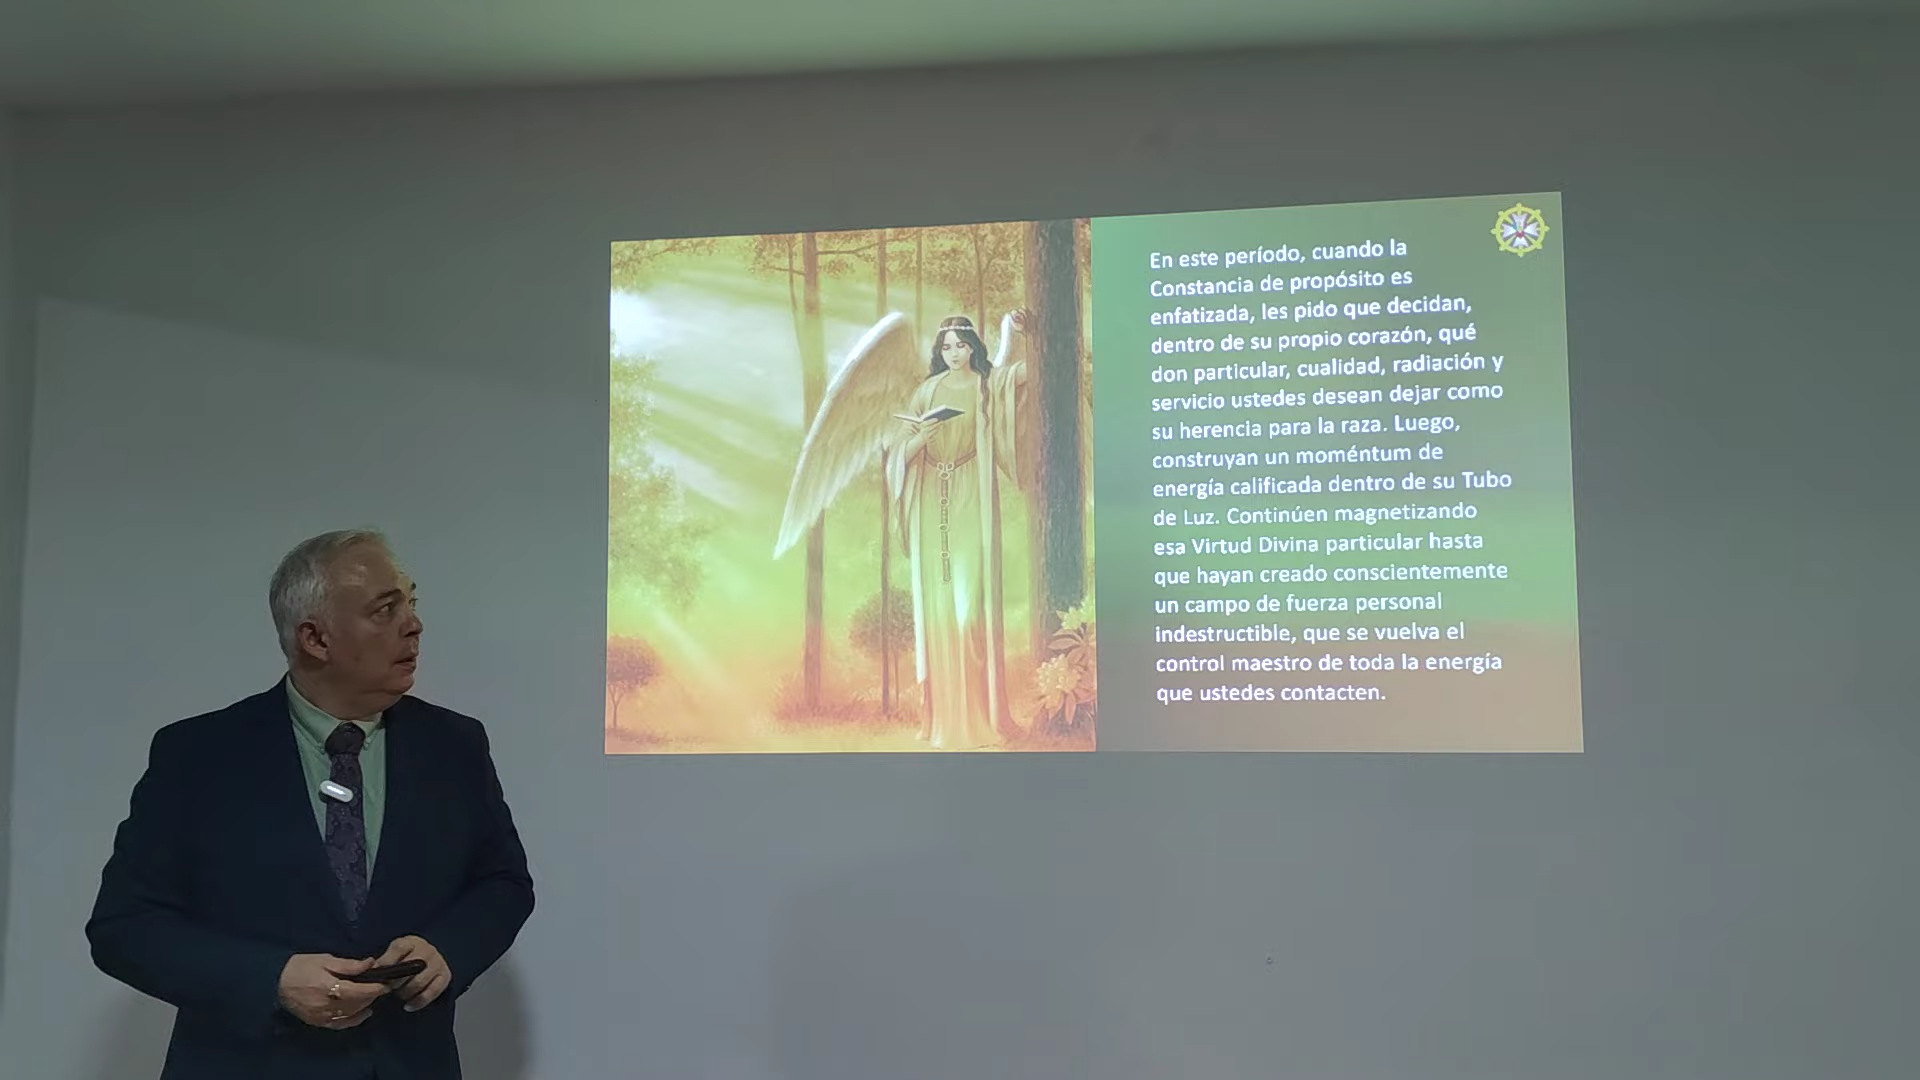 En este período, cuando la
Constancia de propósito es
enfatizada, les pido que decidan,
dentro de su propio corazón, qué
don particular, cualidad, radiación y
servicio ustedes desean dejar como
su herencia para la raza. Luego,
construyan un moméntum de
energía calificada dentro de su Tubo
de Luz. Continúen magnetizando
esa Virtud Divina particular hasta
que hayan creado conscientemente
un campo de fuerza personal
indestructible, que se vuelva el
control maestro de toda la energía
que ustedes contacten.